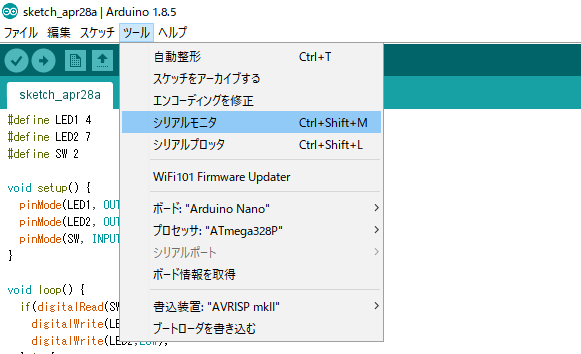 sketch_apr28a | Arduino 1.8.5
ファイル 編集 スケッチ ツール ヘルプ
自動整形 Ctrl+T
スケッチをアーカイブする
エンコーディングを修正
シリアルモニタ Ctrl+Shift+M
シリアルプロッタ Ctrl+Shift+L
WiFi101 Firmware Updater
ボード: "Arduino Nano"
プロセッサ: "ATmega328P"
シリアルポート
ボード情報を取得
書込装置: "AVRISP mkII"
ブートローダを書き込む
sketch_apr28a
#define LED1 4
#define LED2 7
#define SW 2
void setup() {
pinMode(LED1, OUT
pinMode(LED2, OUT
pinMode(SW, INPUT
}
void loop() {
if(digitalRead(SW
digitalWrite(LE
digitalWrite(LED2,LOW);